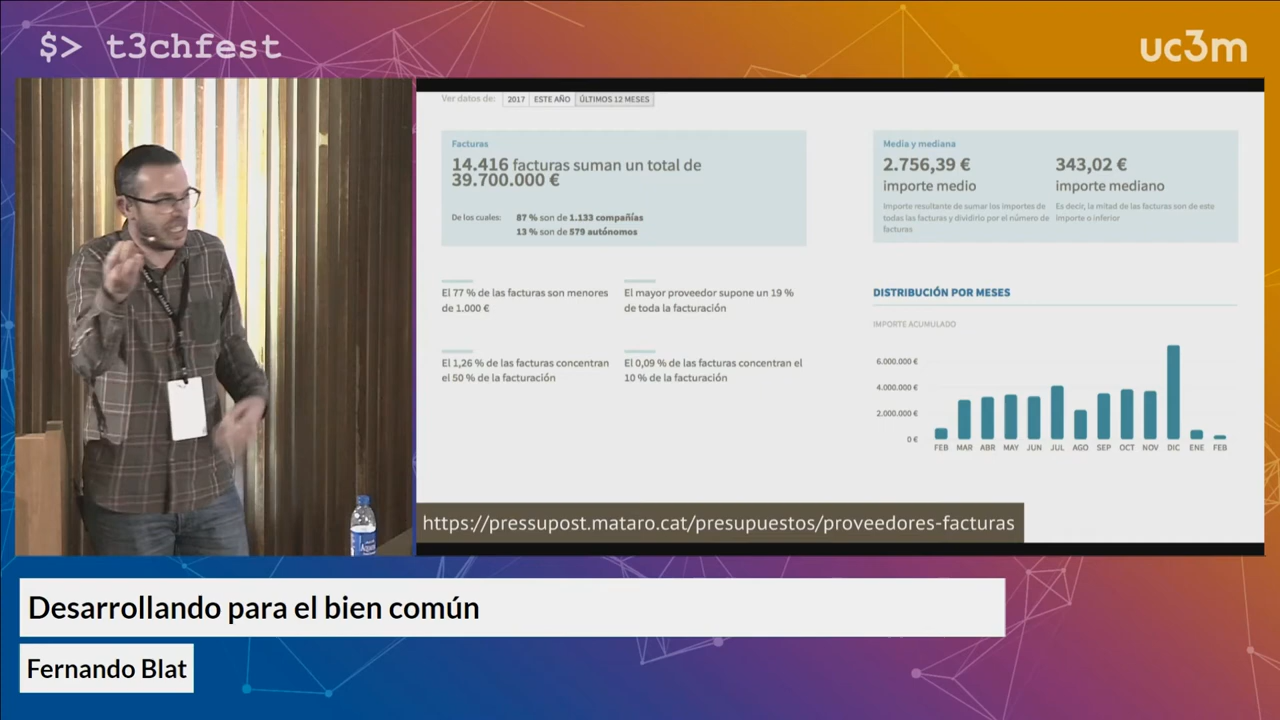 $> t3chfest
uc3m
Ver datos de: 2017 ESTE AÑO ÚLTIMOS 12 MESES
Facturas
14.416 facturas suman un total de
39.700.000 €
De los cuales: 87 % son de 1.133 compañías
13 % son de 579 autónomos
Media y mediana
2.756,39 €
importe medio
Importe resultante de sumar los importes de
todas las facturas y dividirlo por el número de
facturas
343,02 €
importe mediano
Es decir, la mitad de las facturas son de este
importe o inferior
El 77 % de las facturas son menores
de 1.000 €
El mayor proveedor supone un 19 %
de toda la facturación
El 1,26 % de las facturas concentran
el 50 % de la facturación
El 0,09 % de las facturas concentran el
10 % de la facturación
DISTRIBUCIÓN POR MESES
IMPORTE ACUMULADO
6.000.000 €
4.000.000 €
2.000.000 €
0 €
FEB MAR ABR MAY JUN JUL AGO SEP OCT NOV DIC ENE FEB
https://pressupost.mataro.cat/presupuestos/proveedores-facturas
Desarrollando para el bien común
Fernando Blat